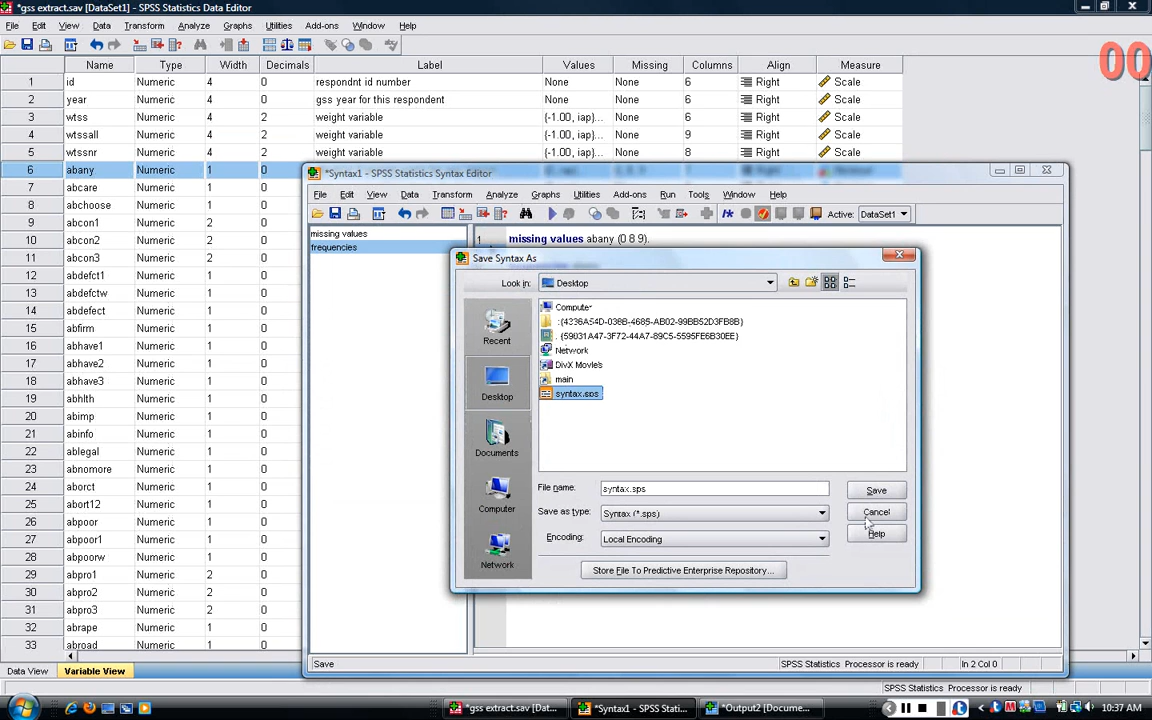 *gss extract.sav [DataSet1] - SPSS Statistics Data Editor
File Edit View Data Transform Analyze Graphs Utilities Add-ons Window Help
00
Name Type Width Decimals Label Values Missing Columns Align Measure
1 id Numeric 4 0 respondnt id number None None 6 Right Scale
2 year Numeric 4 0 gss year for this respondent None None 6 Right Scale
3 wtss Numeric 4 2 weight variable {-1.00, iap}... None 6 Right Scale
4 wtssall Numeric 4 2 weight variable {-1.00, iap}... None 9 Right Scale
5 wtssnr Numeric 4 2 weight variable {-1.00, iap}... None 8 Right Scale
6 abany Numeric 1 0
7 abcare Numeric 1 0
8 abchoose Numeric 1 0
9 abcon1 Numeric 2 0
10 abcon2 Numeric 2 0
11 abcon3 Numeric 2 0
12 abdefct1 Numeric 1 0
13 abdefctw Numeric 1 0
14 abdefect Numeric 1 0
15 abfirm Numeric 1 0
16 abhave1 Numeric 1 0
17 abhave2 Numeric 1 0
18 abhave3 Numeric 1 0
19 abhlth Numeric 1 0
20 abimp Numeric 1 0
21 abinfo Numeric 1 0
22 ablegal Numeric 1 0
23 abnomore Numeric 1 0
24 aborct Numeric 1 0
25 abort12 Numeric 1 0
26 abpoor Numeric 1 0
27 abpoor1 Numeric 2 0
28 abpoorw Numeric 1 0
29 abpro1 Numeric 2 0
30 abpro2 Numeric 2 0
31 abpro3 Numeric 2 0
32 abrape Numeric 1 0
33 abroad Numeric 1 0
*Syntax1 - SPSS Statistics Syntax Editor
File Edit View Data Transform Analyze Graphs Utilities Add-ons Run Tools Window Help
Active: DataSet1
missing values
frequencies
1 missing values abany (0 8 9).
Save Syntax As
Look in: Desktop
Recent
Desktop
Documents
Computer
Network
Computer
.:{4336A54D-038B-4685-AB02-99BB52D3FB8B}
. {59031A47-3F72-44A7-89C5-5595FE6B30EE}
Network
DivX Movies
main
syntax.sps
File name: syntax.sps Save
Save as type: Syntax (*.sps) Cancel
Encoding: Local Encoding Help
Store File To Predictive Enterprise Repository...
Save SPSS Statistics Processor is ready In 2 Col 0
Data View Variable View
SPSS Statistics Processor is ready
*gss extract.sav [Dat... *Syntax1 - SPSS Stati... *Output2 [Docume... 10:37 AM